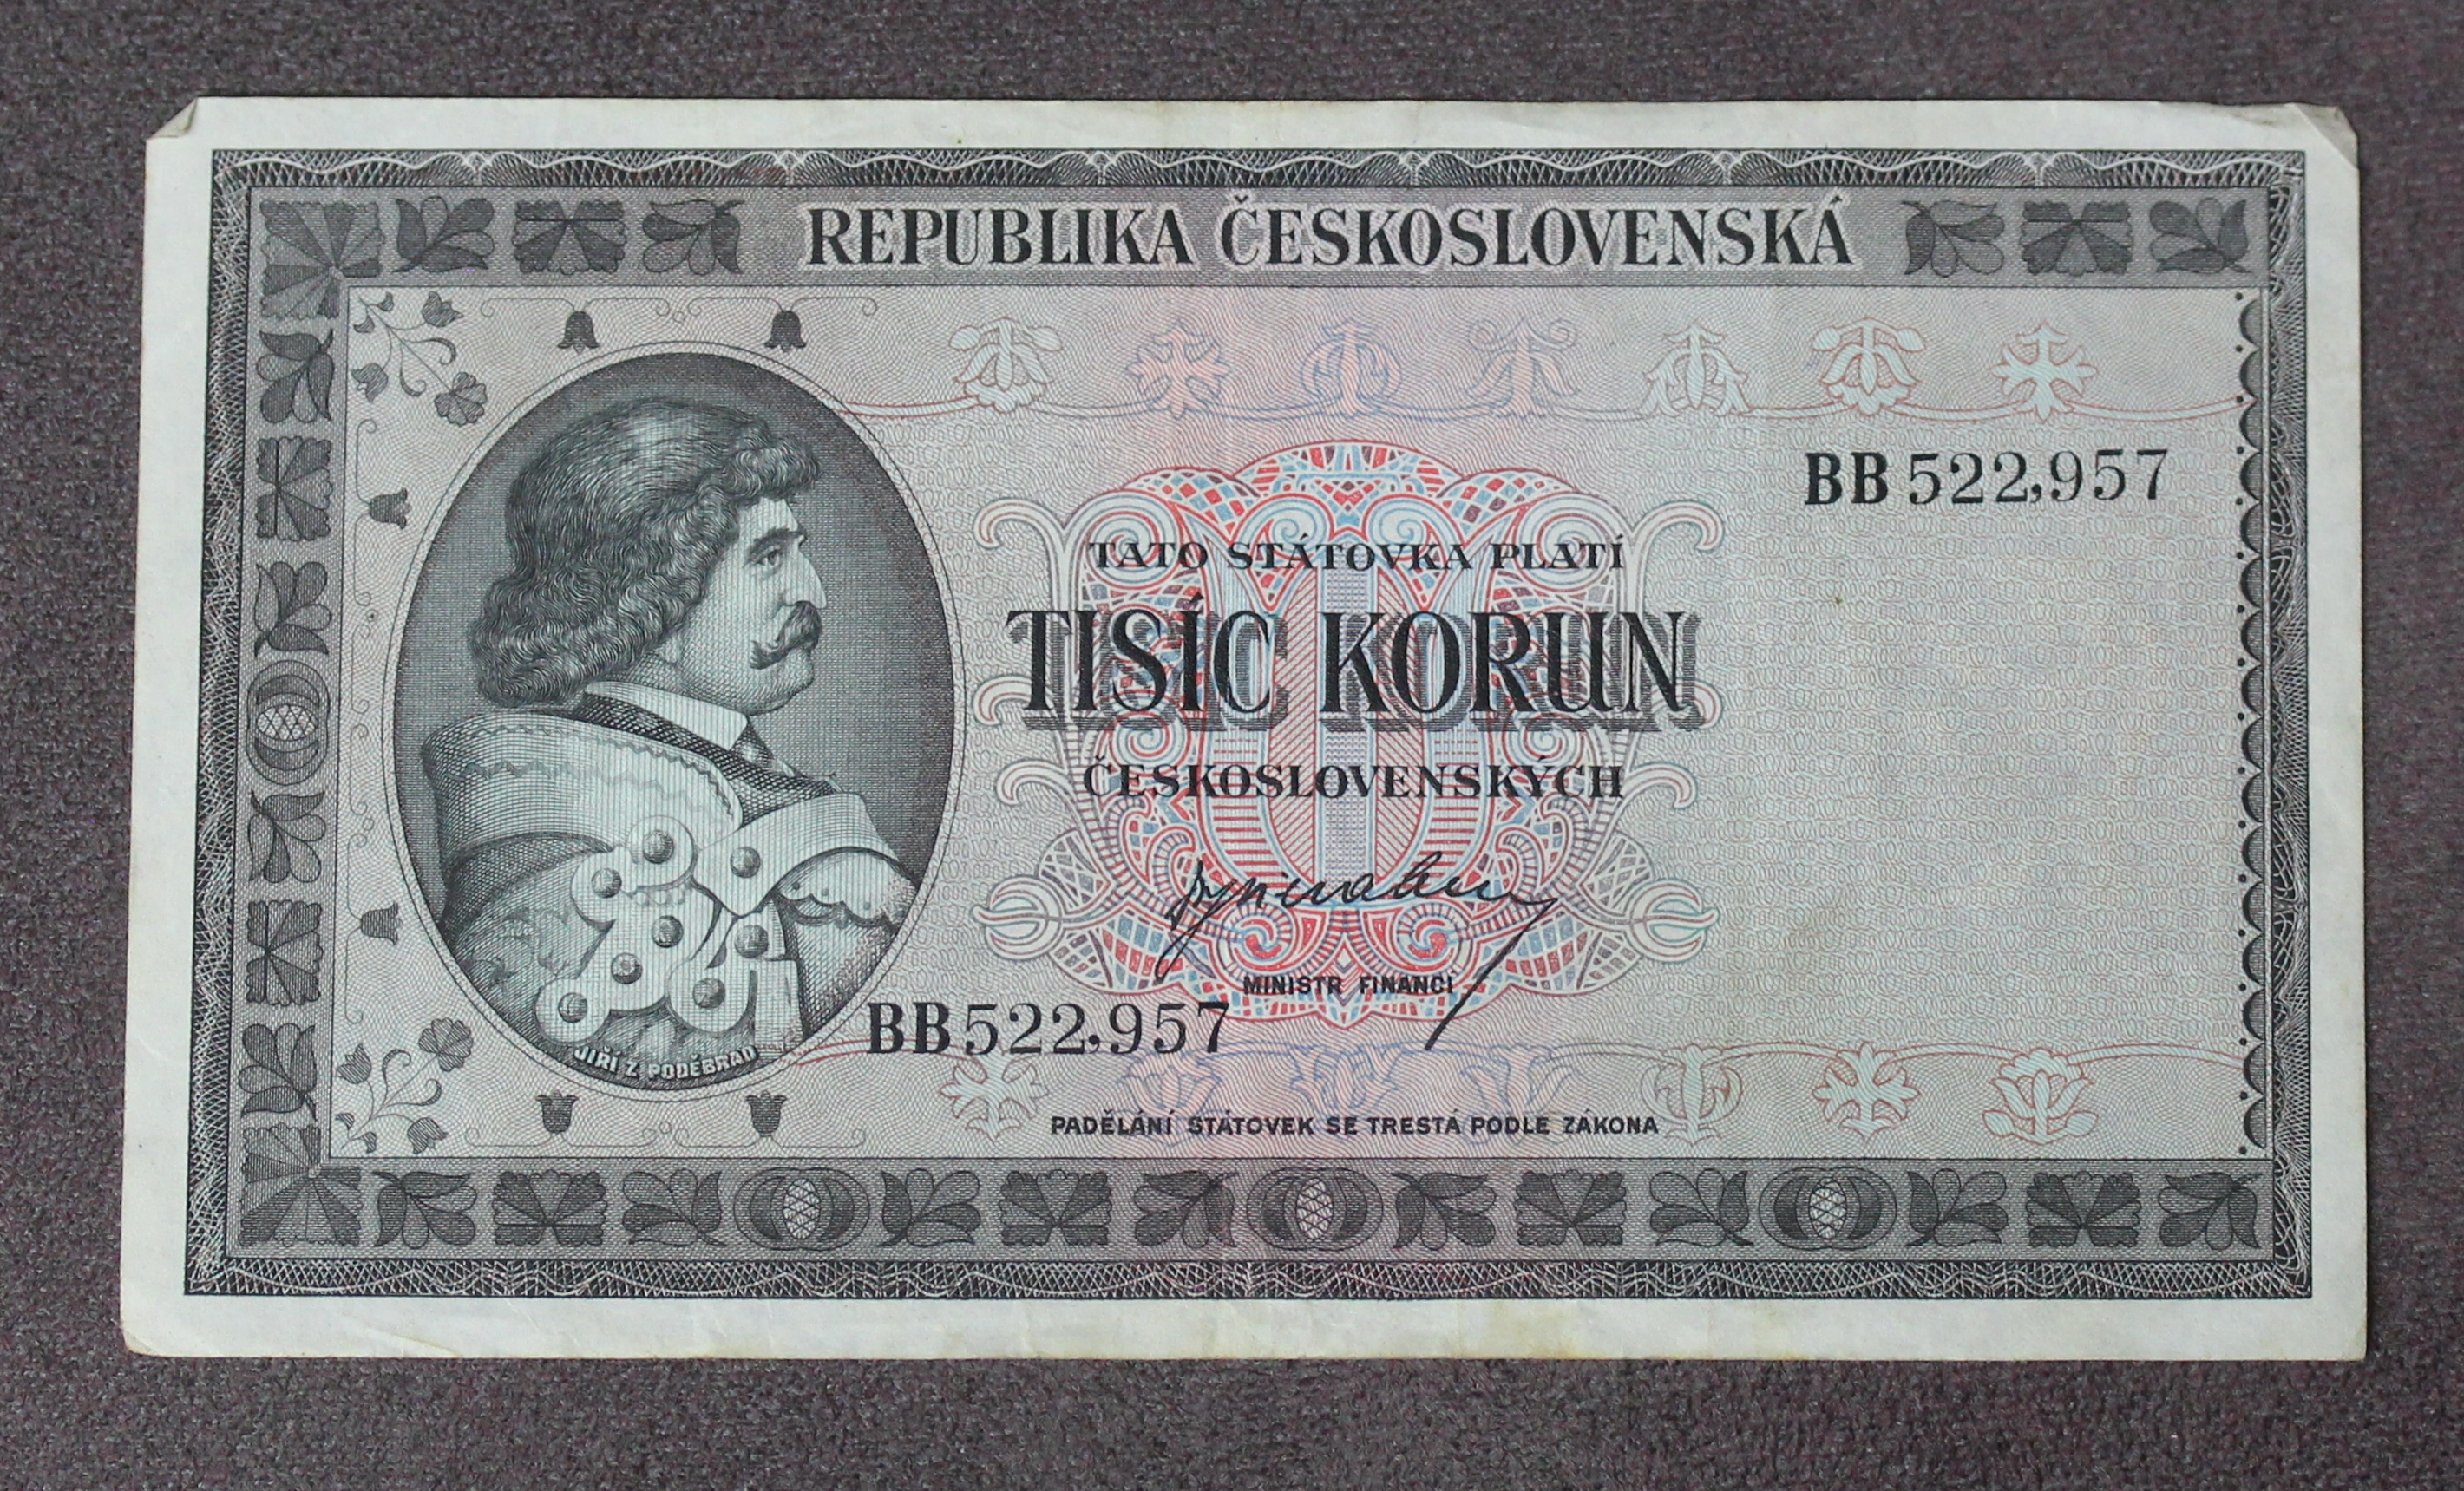 REPUBLIKA ČESKOSLOVENSKÁ
BB 522,957
TATO STÁTOVKA PLATÍ
TISÍC KORUN
ČESKOSLOVENSKÝCH
MINISTR FINANCÍ
BB 522,957
JIŘÍ Z PODĚBRAD
PADĚLÁNÍ STÁTOVEK SE TRESTÁ PODLE ZÁKONA